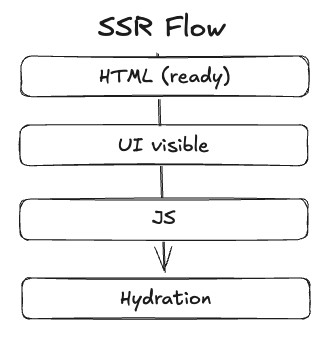 SSR Flow
HTML (ready)
UI visible
JS
Hydration